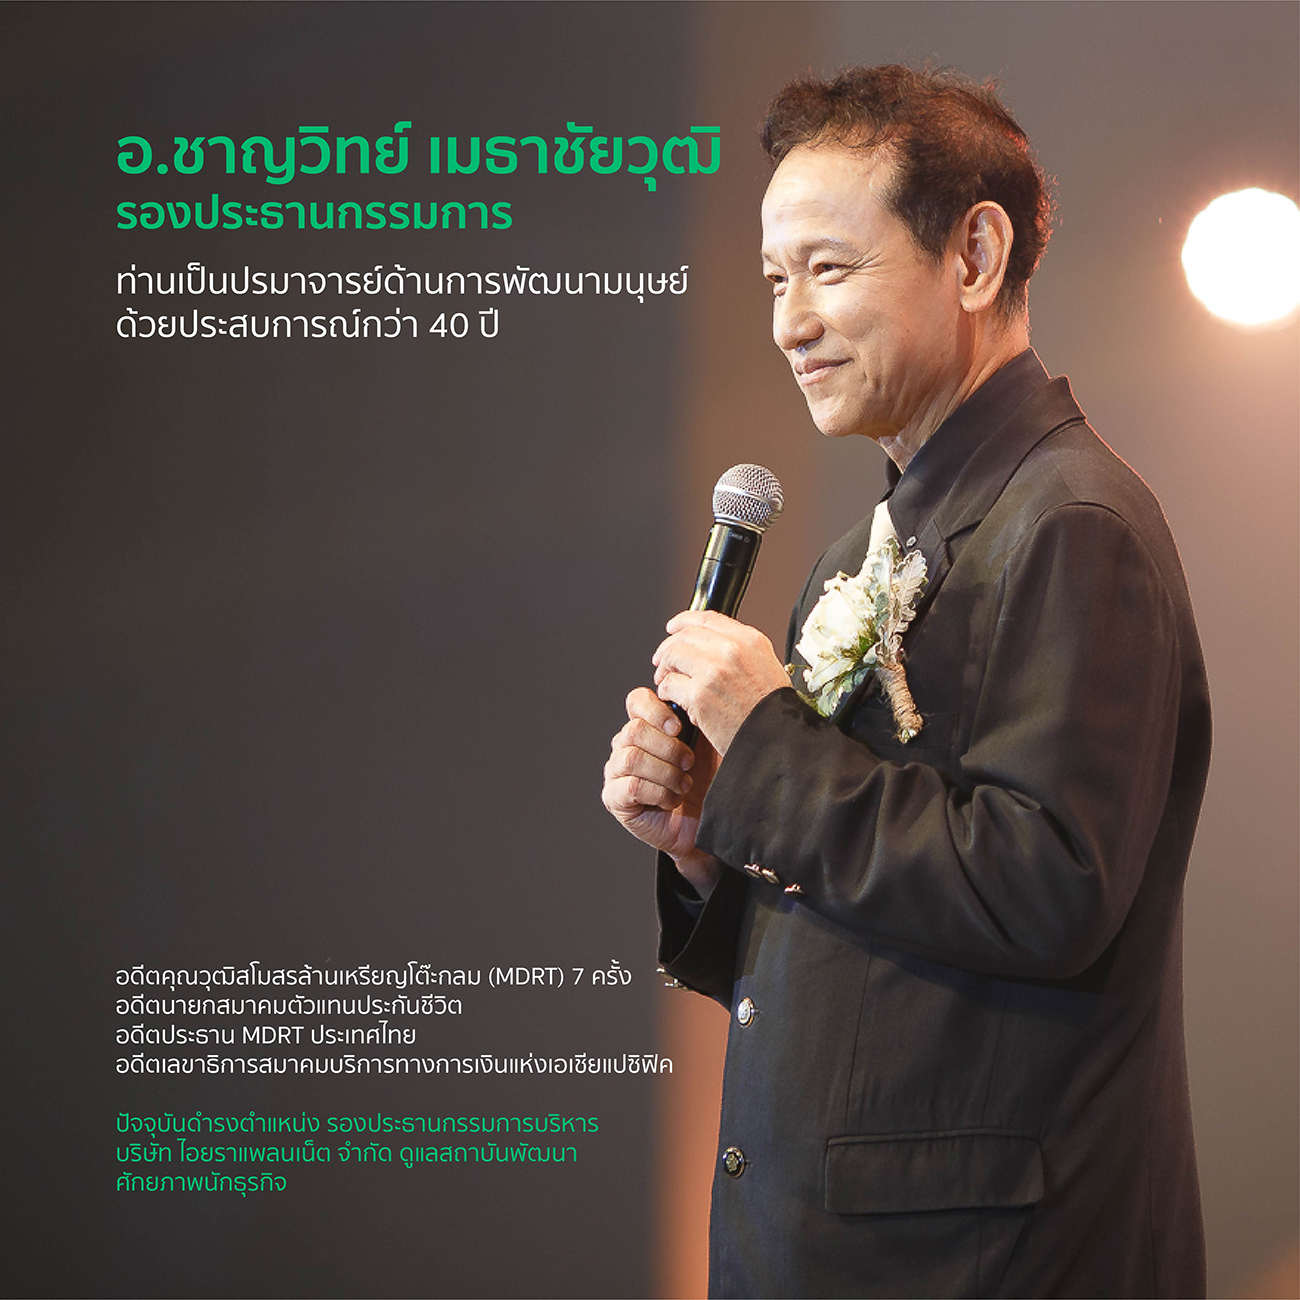 อ.ชาญวิทย์ เมธาชัยวุฒิ
รองประธานกรรมการ
ท่านเป็นปรมาจารย์ด้านการพัฒนามนุษย์
ด้วยประสบการณ์กว่า 40 ปี
อดีตคุณวุฒิสโมสรล้านเหรียญโต๊ะกลม (MDRT) 7 ครั้ง
อดีตนายกสมาคมตัวแทนประกันชีวิต
อดีตประธาน MDRT ประเทศไทย
อดีตเลขาธิการสมาคมบริการทางการเงินแห่งเอเชียแปซิฟิค
ปัจจุบันดำรงตำแหน่ง รองประธานกรรมการบริหาร
บริษัท ไอยราแพลนเน็ต จำกัด ดูแลสถาบันพัฒนา
ศักยภาพนักธุรกิจ